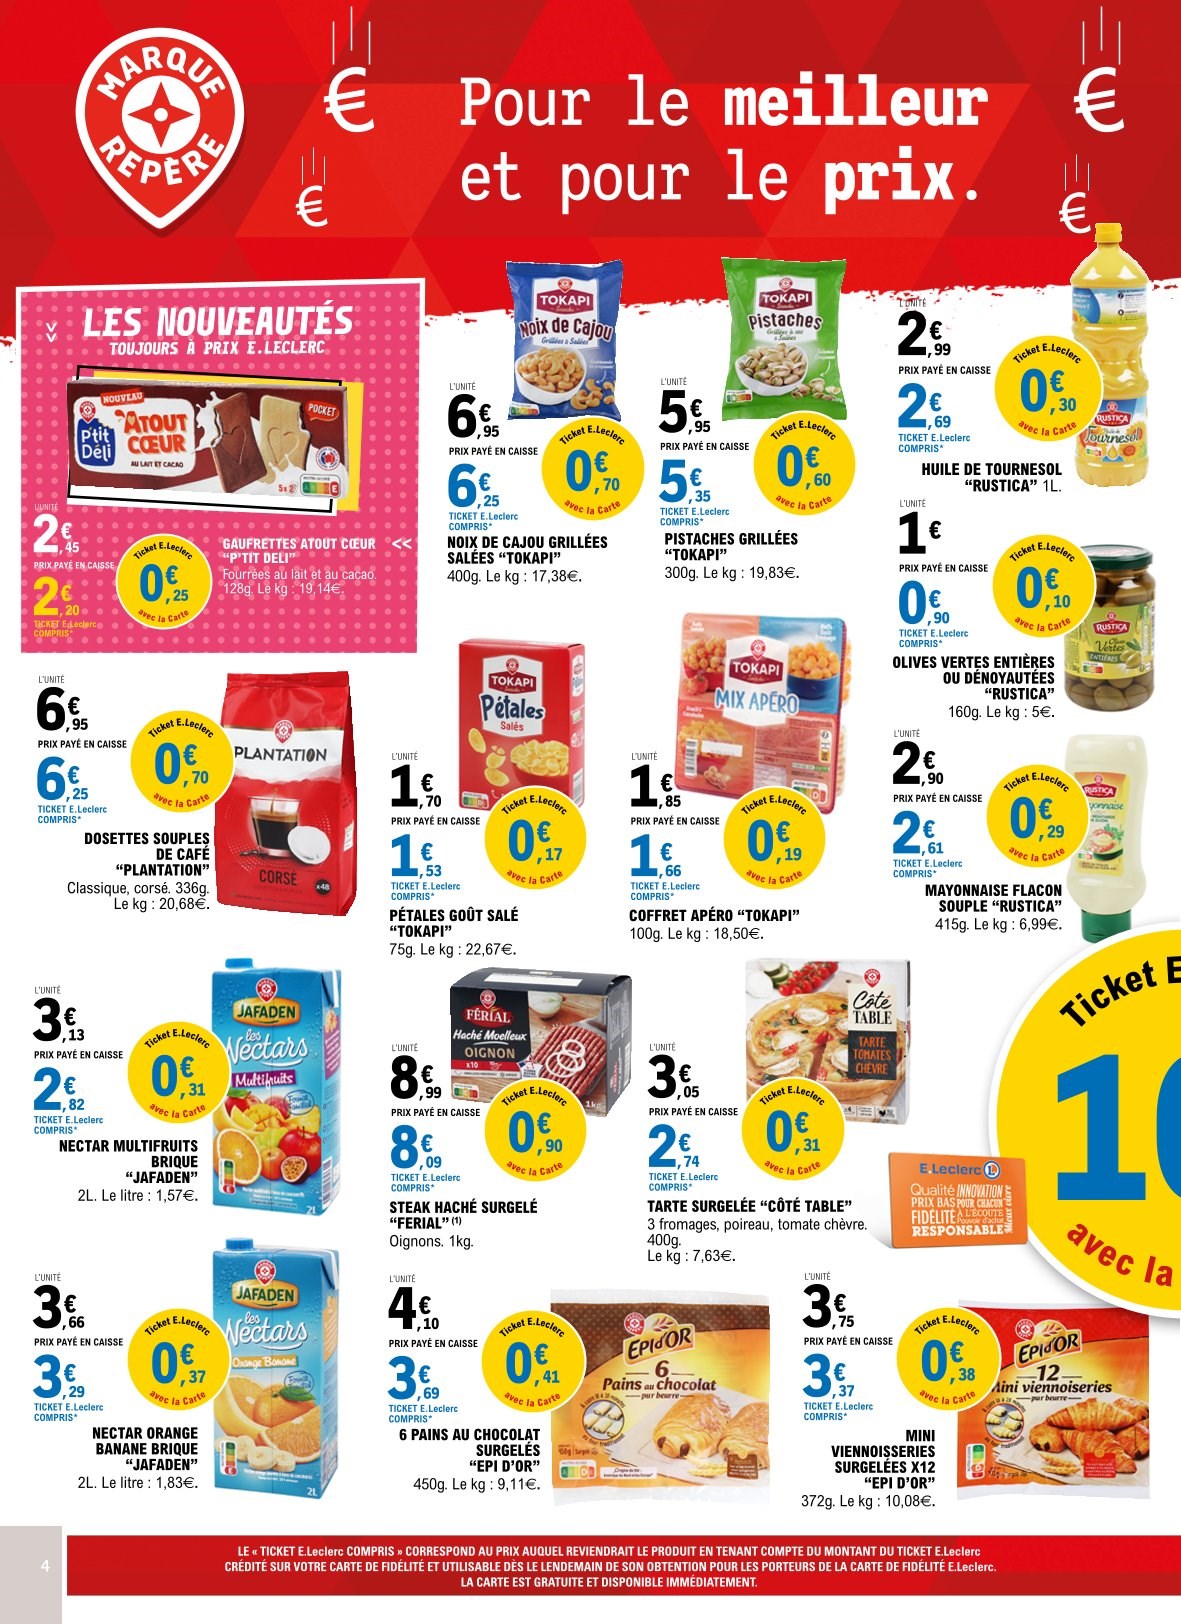 MARQUE
REPÈRE
Pour le meilleur
et pour le prix.
LES NOUVEAUTÉS
TOUJOURS À PRIX E.LECLERC
NOUVEAU
P'tit
Déli
ATOUT
CŒUR
AU LAIT ET CACAO
POCKET
5x2
L'UNITÉ
2€,45
PRIX PAYÉ EN CAISSE
2€,20
TICKET E.Leclerc
COMPRIS*
Ticket E.Leclerc
0€,25
avec la Carte
GAUFRETTES ATOUT CŒUR
"P'TIT DELI"
Fourrées au lait et au cacao.
128g. Le kg : 19,14€.
TOKAPI
Noix de Cajou
Grillées & Salées
L'UNITÉ
6€,95
PRIX PAYÉ EN CAISSE
6€,25
TICKET E.Leclerc
COMPRIS*
Ticket E.Leclerc
0€,70
avec la Carte
NOIX DE CAJOU GRILLÉES
SALÉES "TOKAPI"
400g. Le kg : 17,38€.
TOKAPI
Pistaches
L'UNITÉ
5€,95
PRIX PAYÉ EN CAISSE
5€,35
TICKET E.Leclerc
COMPRIS*
Ticket E.Leclerc
0€,60
avec la Carte
PISTACHES GRILLÉES
"TOKAPI"
300g. Le kg : 19,83€.
L'UNITÉ
2€,99
PRIX PAYÉ EN CAISSE
2€,69
TICKET E.Leclerc
COMPRIS*
Ticket E.Leclerc
0€,30
avec la Carte
RUSTICA
Tournesol
HUILE DE TOURNESOL
"RUSTICA" 1L.
L'UNITÉ
1€
PRIX PAYÉ EN CAISSE
0€,90
TICKET E.Leclerc
COMPRIS*
Ticket E.Leclerc
0€,10
avec la Carte
RUSTICA
Olives
Vertes
ENTIÈRES
OLIVES VERTES ENTIÈRES
OU DÉNOYAUTÉES
"RUSTICA"
160g. Le kg : 5€.
L'UNITÉ
6€,95
PRIX PAYÉ EN CAISSE
6€,25
TICKET E.Leclerc
COMPRIS*
Ticket E.Leclerc
0€,70
avec la Carte
PLANTATION
CORSÉ
x48
DOSETTES SOUPLES
DE CAFÉ
"PLANTATION"
Classique, corsé. 336g.
Le kg : 20,68€.
TOKAPI
Pétales
Salés
L'UNITÉ
1€,70
PRIX PAYÉ EN CAISSE
1€,53
TICKET E.Leclerc
COMPRIS*
Ticket E.Leclerc
0€,17
avec la Carte
PÉTALES GOÛT SALÉ
"TOKAPI"
75g. Le kg : 22,67€.
TOKAPI
MIX APÉRO
L'UNITÉ
1€,85
PRIX PAYÉ EN CAISSE
1€,66
TICKET E.Leclerc
COMPRIS*
Ticket E.Leclerc
0€,19
avec la Carte
COFFRET APÉRO "TOKAPI"
100g. Le kg : 18,50€.
L'UNITÉ
2€,90
PRIX PAYÉ EN CAISSE
2€,61
TICKET E.Leclerc
COMPRIS*
Ticket E.Leclerc
0€,29
avec la Carte
RUSTICA
MAYONNAISE FLACON
SOUPLE "RUSTICA"
415g. Le kg : 6,99€.
L'UNITÉ
3€,13
PRIX PAYÉ EN CAISSE
2€,82
TICKET E.Leclerc
COMPRIS*
Ticket E.Leclerc
0€,31
avec la Carte
JAFADEN
les
Nectars
Multifruits
2L
NECTAR MULTIFRUITS
BRIQUE
"JAFADEN"
2L. Le litre : 1,57€.
FÉRIAL
Haché Moelleux
OIGNON
x10
1kg
L'UNITÉ
8€,99
PRIX PAYÉ EN CAISSE
8€,09
TICKET E.Leclerc
COMPRIS*
Ticket E.Leclerc
0€,90
avec la Carte
STEAK HACHÉ SURGELÉ
"FERIAL"(1)
Oignons. 1kg.
Côté
TABLE
TARTE
TOMATES
CHÈVRE
L'UNITÉ
3€,05
PRIX PAYÉ EN CAISSE
2€,74
TICKET E.Leclerc
COMPRIS*
Ticket E.Leclerc
0€,31
avec la Carte
TARTE SURGELÉE "CÔTÉ TABLE"
3 fromages, poireau, tomate chèvre.
400g.
Le kg : 7,63€.
E.Leclerc L
Qualité INNOVATION
PRIX BAS POUR CHACUN
FIDÉLITÉ À L'ÉCOUTE
RESPONSABLE
Ticket E
10
avec la
L'UNITÉ
3€,66
PRIX PAYÉ EN CAISSE
3€,29
TICKET E.Leclerc
COMPRIS*
Ticket E.Leclerc
0€,37
avec la Carte
JAFADEN
les
Nectars
Orange Banane
2L
NECTAR ORANGE
BANANE BRIQUE
"JAFADEN"
2L. Le litre : 1,83€.
L'UNITÉ
4€,10
PRIX PAYÉ EN CAISSE
3€,69
TICKET E.Leclerc
COMPRIS*
Ticket E.Leclerc
0€,41
avec la Carte
EPI d'OR
6
Pains au chocolat
pur beurre
6 PAINS AU CHOCOLAT
SURGELÉS
"EPI D'OR"
450g. Le kg : 9,11€.
L'UNITÉ
3€,75
PRIX PAYÉ EN CAISSE
3€,37
TICKET E.Leclerc
COMPRIS*
Ticket E.Leclerc
0€,38
avec la Carte
EPI d'OR
12
Mini viennoiseries
pur beurre
MINI
VIENNOISSERIES
SURGELÉES X12
"EPI D'OR"
372g. Le kg : 10,08€.
4
LE « TICKET E.Leclerc COMPRIS » CORRESPOND AU PRIX AUQUEL REVIENDRAIT LE PRODUIT EN TENANT COMPTE DU MONTANT DU TICKET E.Leclerc
CRÉDITÉ SUR VOTRE CARTE DE FIDÉLITÉ ET UTILISABLE DÈS LE LENDEMAIN DE SON OBTENTION POUR LES PORTEURS DE LA CARTE DE FIDÉLITÉ E.Leclerc.
LA CARTE EST GRATUITE ET DISPONIBLE IMMÉDIATEMENT.